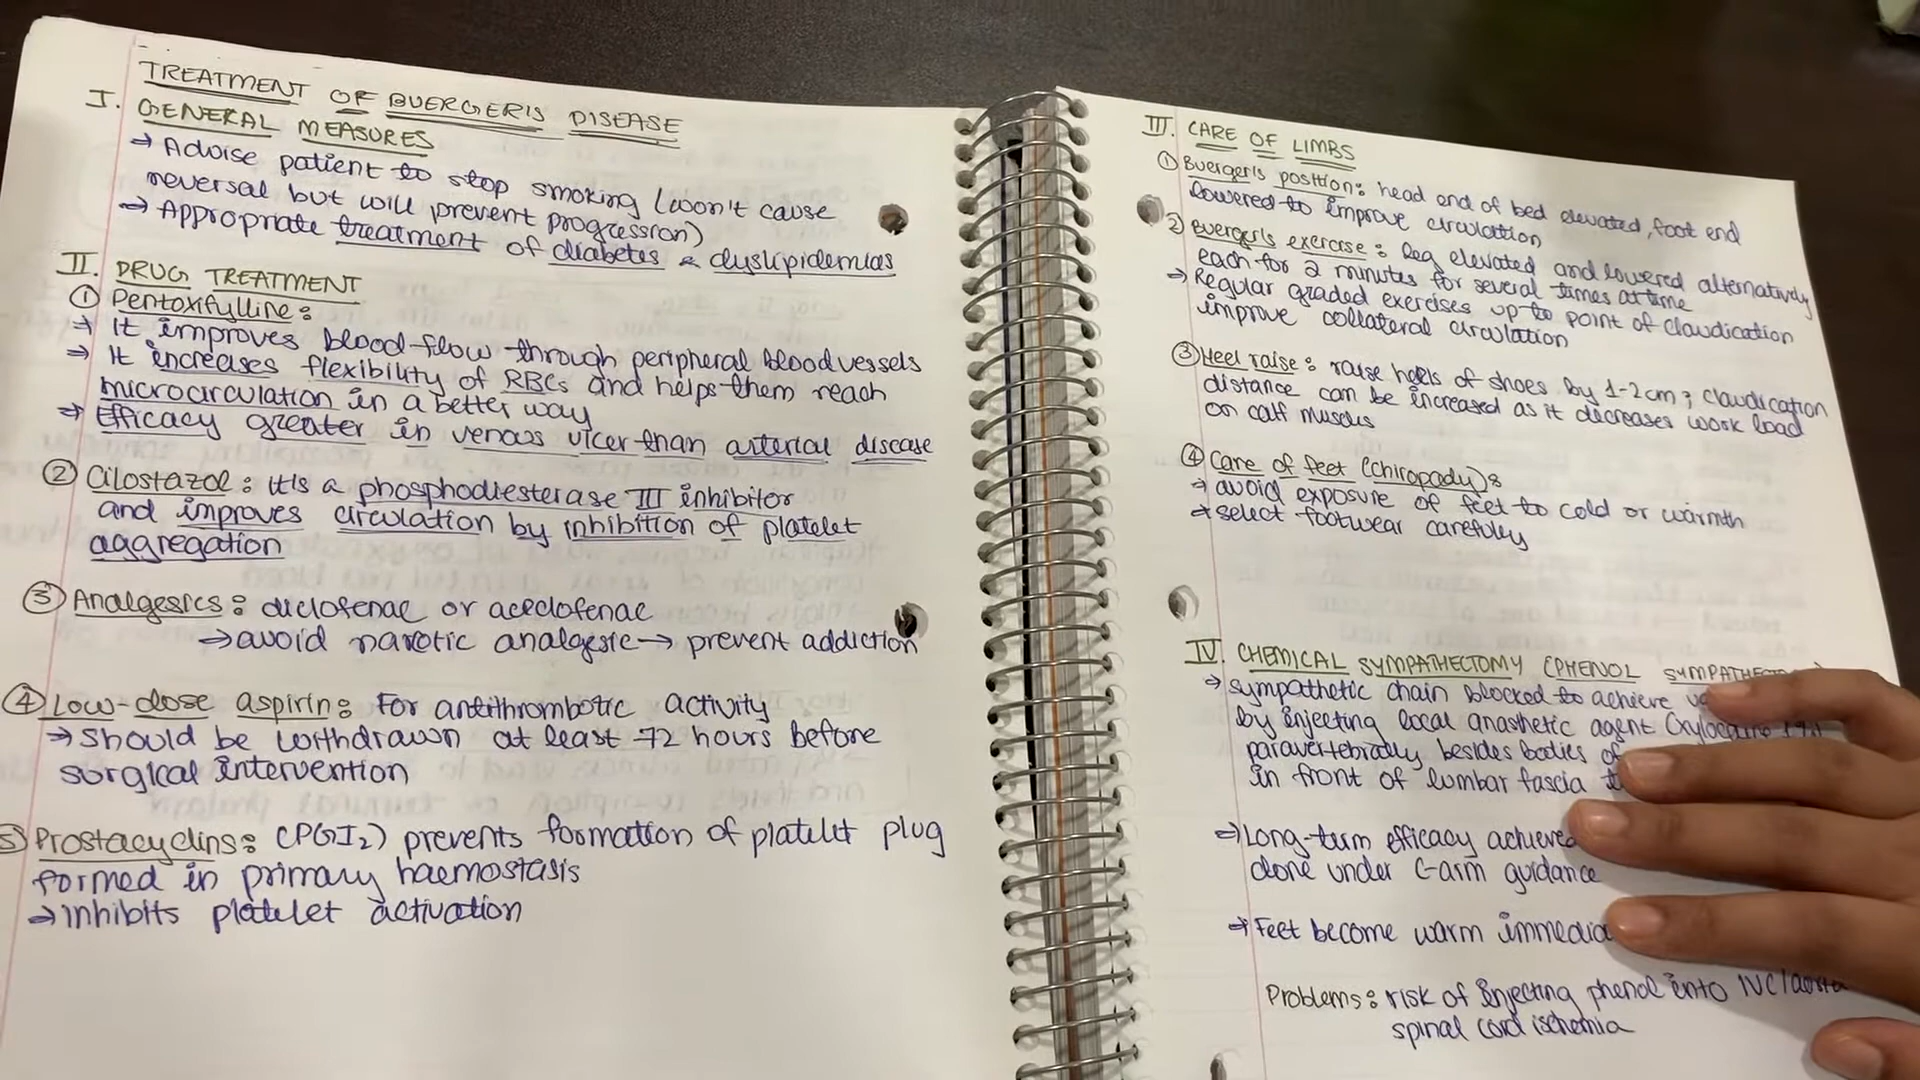 TREATMENT OF BUERGER'S DISEASE
I. GENERAL MEASURES
→ Advise patient to stop smoking (won't cause
reversal but will prevent progression)
→ Appropriate treatment of diabetes & dyslipidemias
II. DRUG TREATMENT
① Pentoxifylline:
→ It improves blood flow through peripheral blood vessels
→ It increases flexibility of RBCs and helps them reach
microcirculation in a better way
→ Efficacy greater in venous ulcer than arterial disease
② Cilostazol: it's a phosphodiesterase III inhibitor
and improves circulation by inhibition of platelet
aggregation
③ Analgesics: diclofenac or aceclofenac
→ avoid narcotic analgesic → prevent addiction
④ Low-dose aspirin: For antithrombotic activity
→ should be withdrawn at least 72 hours before
surgical intervention
⑤ Prostacyclins: (PGI₂) prevents formation of platelet plug
formed in primary haemostasis
→ inhibits platelet activation
III. CARE OF LIMBS
① Buerger's position: head end of bed elevated, foot end
lowered to improve circulation
② Buerger's exercise: leg elevated and lowered alternatively
each for 2 minutes for several times at time
→ Regular graded exercises up to point of claudication
improve collateral circulation
③ Heel raise: raise heels of shoes by 1-2cm; claudication
distance can be increased as it decreases work load
on calf muscles
④ Care of feet (chiropady):
→ avoid exposure of feet to cold or warmth
→ select footwear carefully
IV. CHEMICAL SYMPATHECTOMY (PHENOL
→ sympathetic chain blocked to achieve
by injecting local anasthetic agent
paravertebrally besides bodies of
in front of lumbar fascia
→ Long-term efficacy achieved
done under C-arm guidance
→ Feet become warm
Problems: risk of injecting phenol into IVC/aorta
spinal cord ischemia